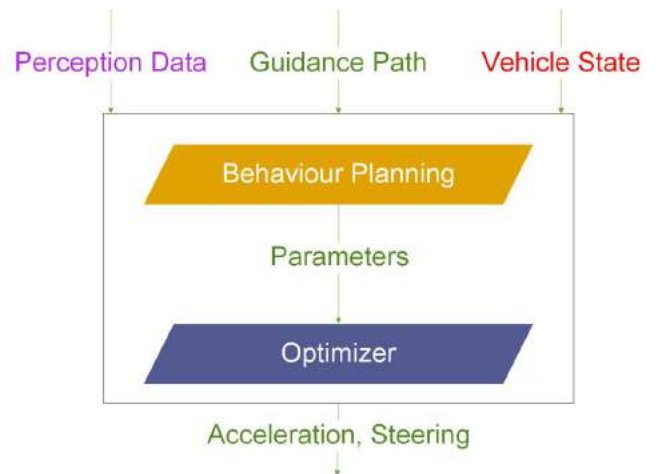 Perception Data
Guidance Path
Vehicle State
Behaviour Planning
Parameters
Optimizer
Acceleration, Steering